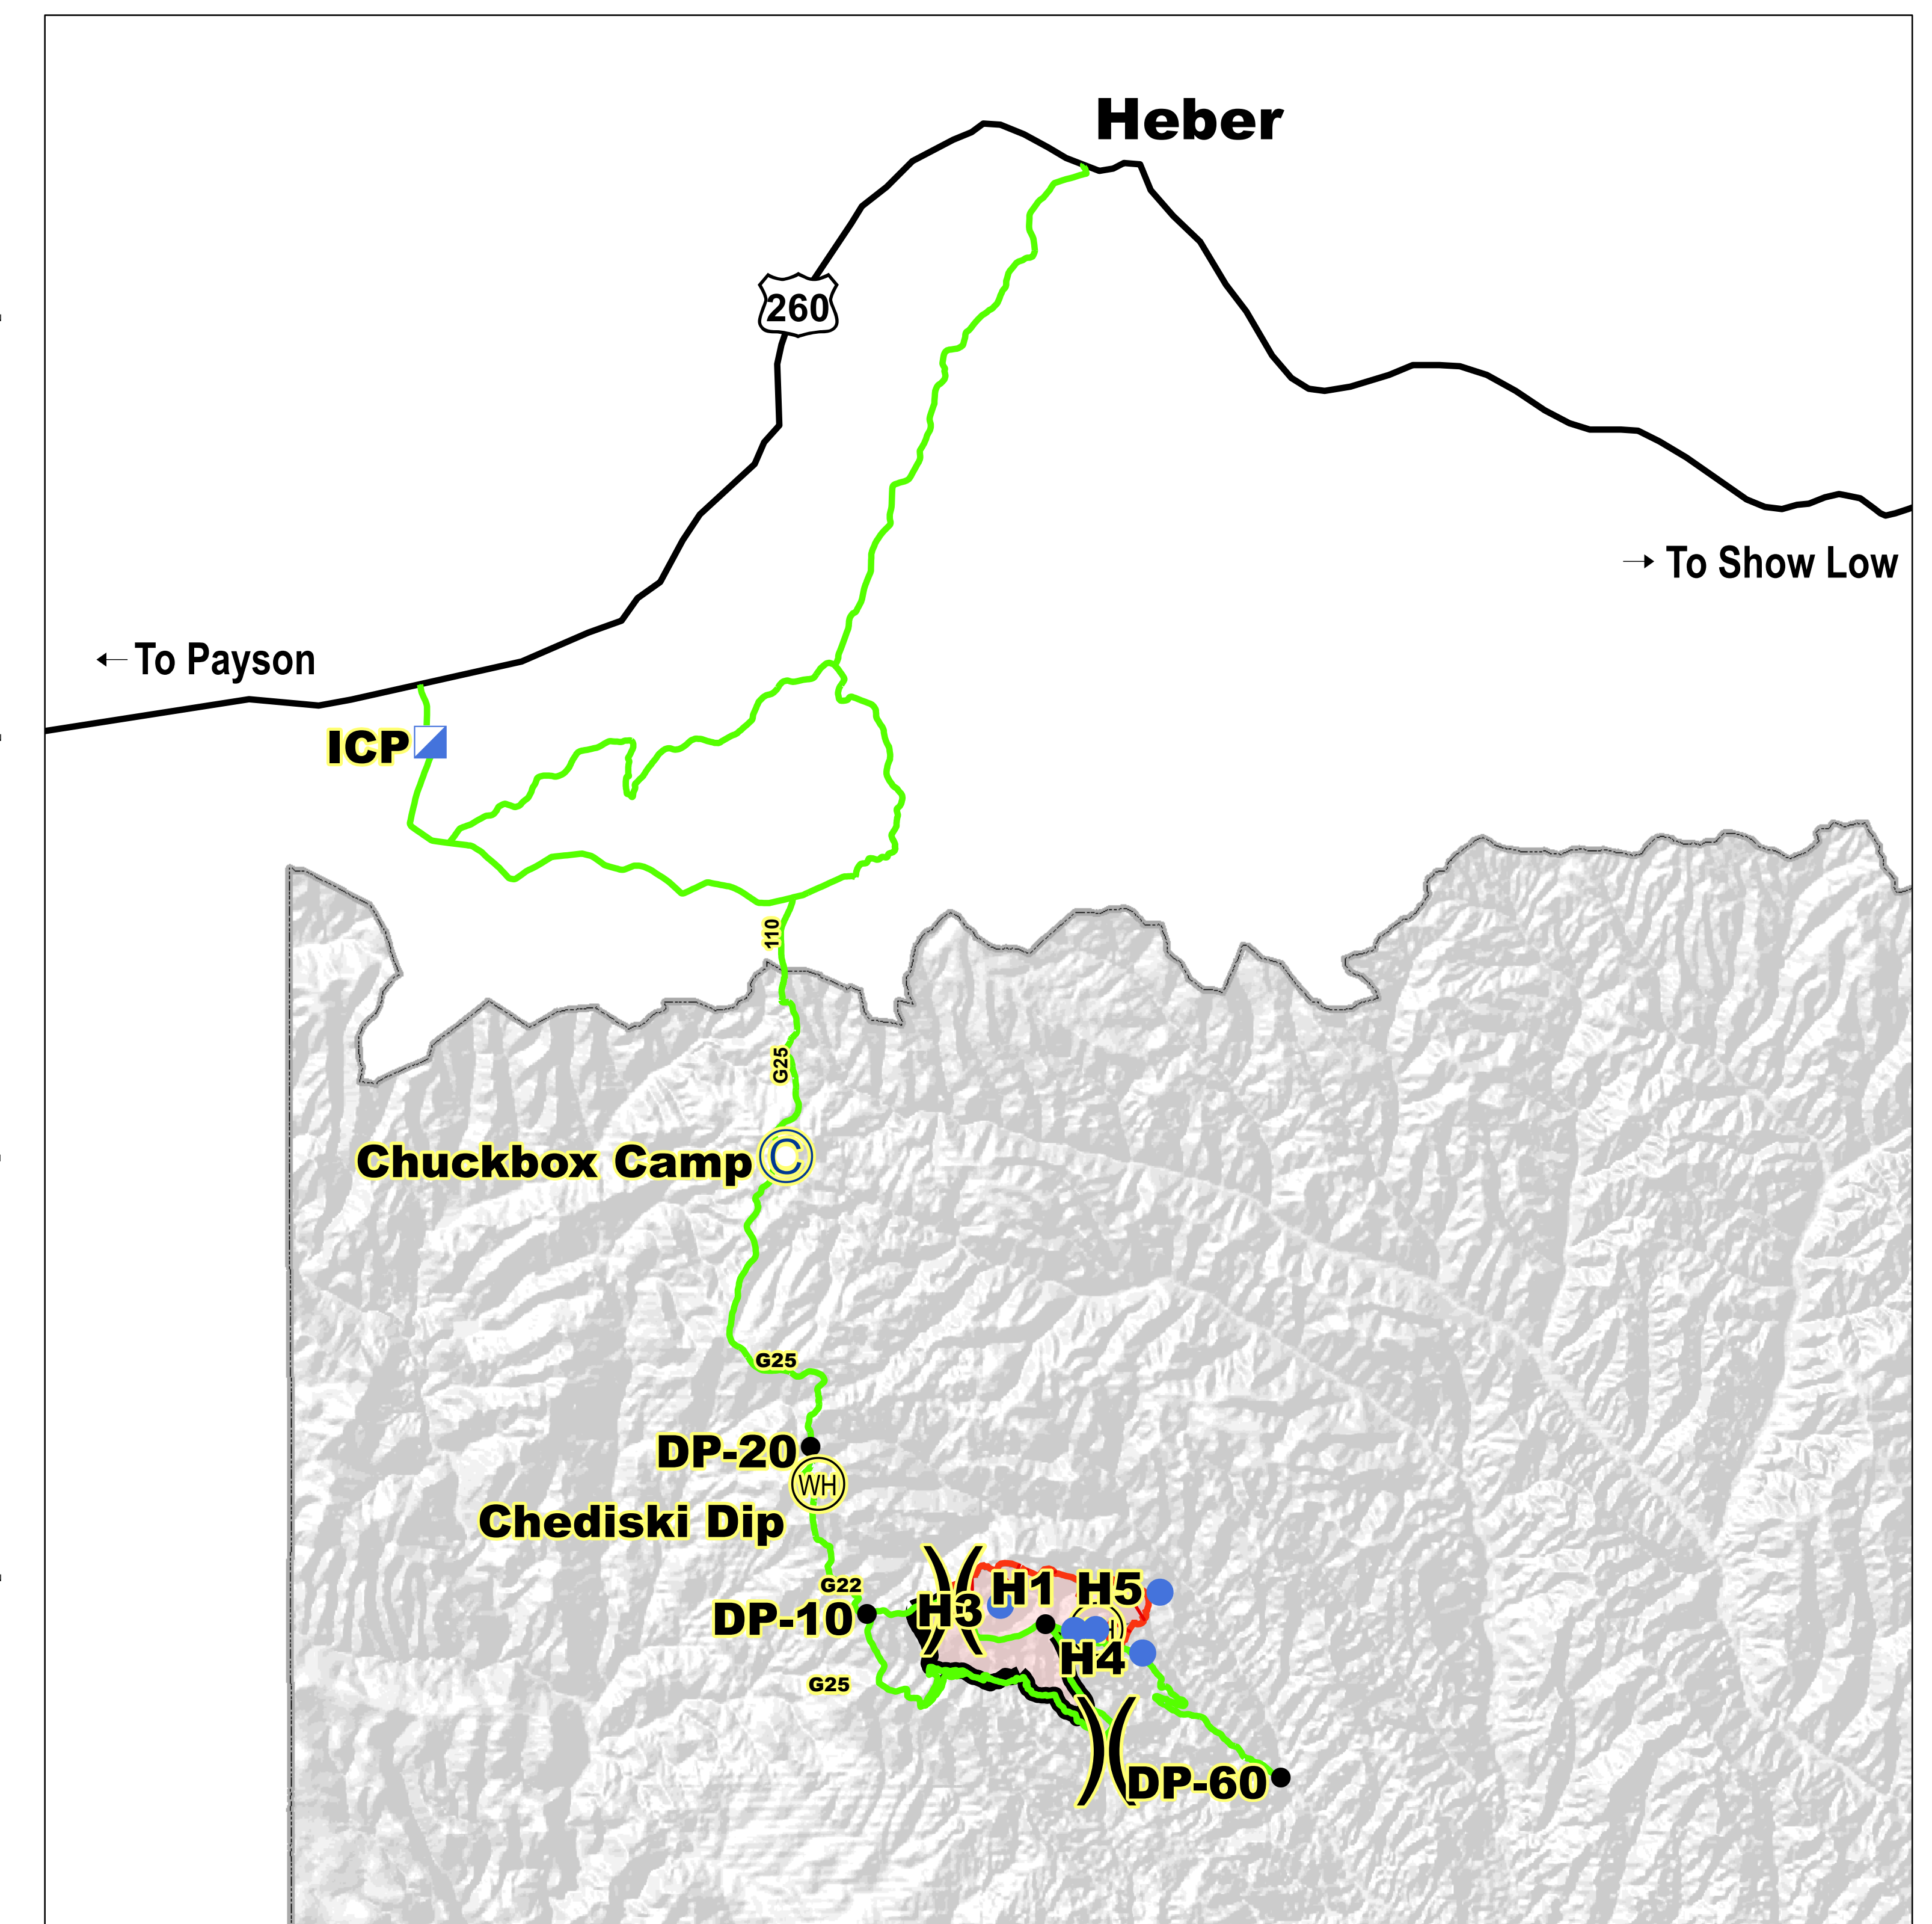 Heber
260
To Show Low
To Payson
ICP
110
G25
Chuckbox Camp
C
G25
DP-20
WH
Chediski Dip
G22
H1
H5
H3
DP-10
H
H4
G25
DP-60